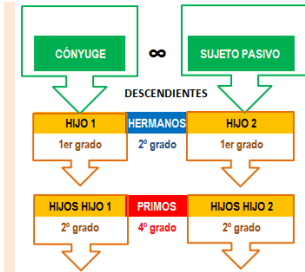 CÓNYUGE ∞ SUJETO PASIVO
DESCENDIENTES
HIJO 1 HERMANOS HIJO 2
1er grado 2º grado 1er grado
HIJOS HIJO 1 PRIMOS HIJOS HIJO 2
2º grado 4º grado 2º grado